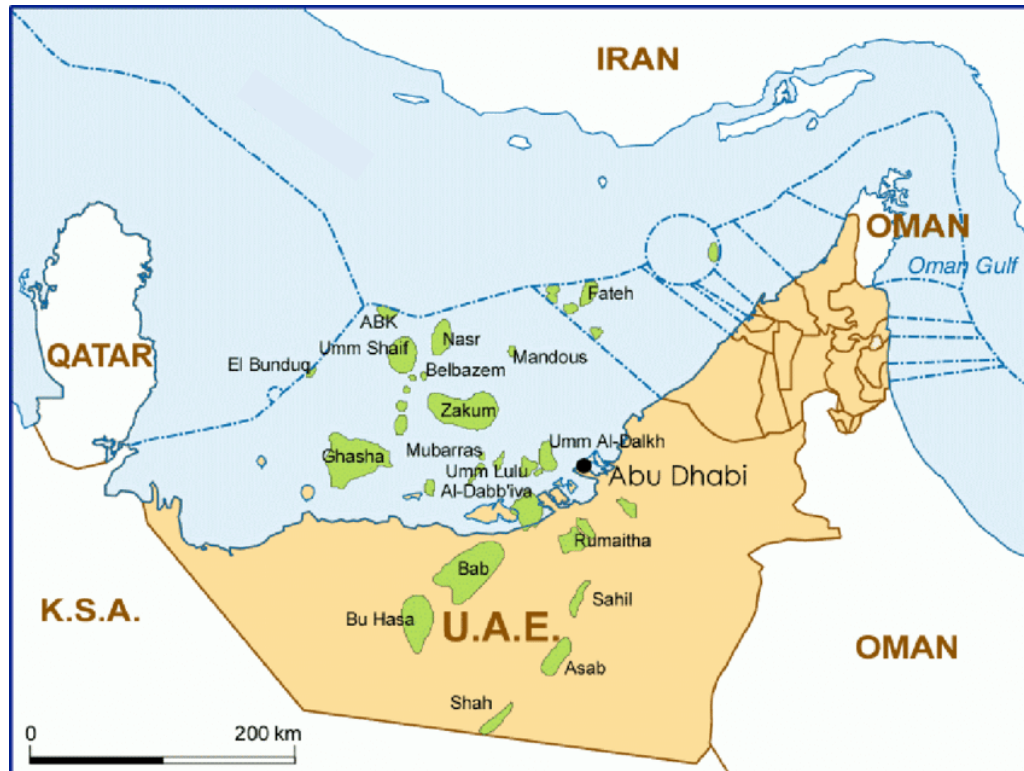 IRAN
OMAN
Oman Gulf
Fateh
ABK
QATAR
Umm Shaif
Nasr
El Bunduq
Belbazem
Mandous
Zakum
Umm Al-Dalkh
Mubarras
Ghasha
Umm Lulu
Abu Dhabi
Al-Dabb'iya
Rumaitha
Bab
K.S.A.
Sahil
Bu Hasa
U.A.E.
OMAN
Asab
Shah
0
200 km